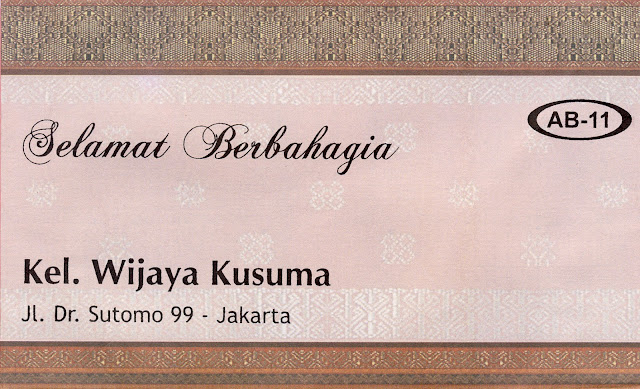 Selamat Berbahagia
AB-11
Kel. Wijaya Kusuma
Jl. Dr. Sutomo 99 - Jakarta